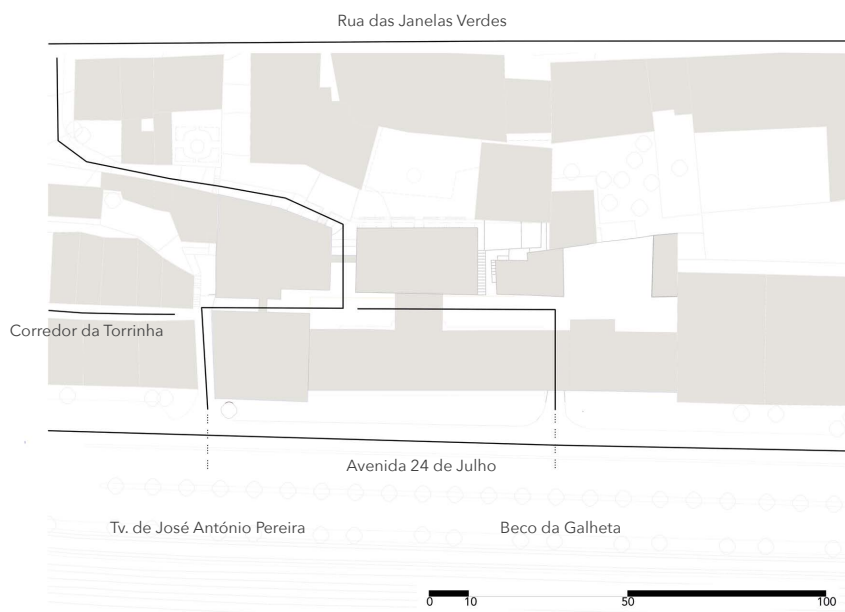 Rua das Janelas Verdes
Corredor da Torrinha
Avenida 24 de Julho
Tv. de José António Pereira
Beco da Galheta
0 10 50 100